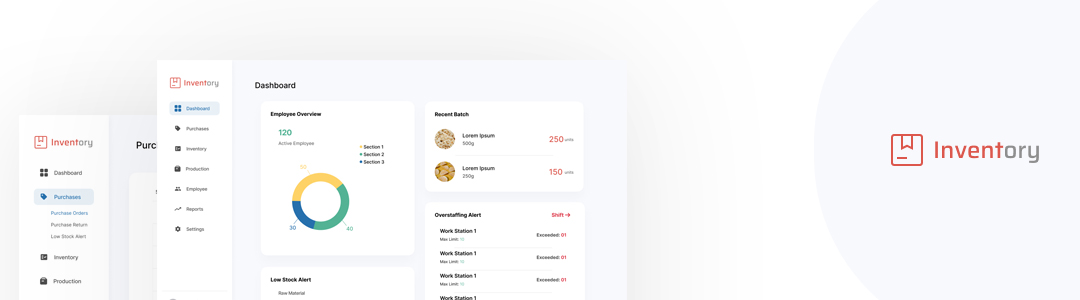 Inventory
Dashboard
Purchases
Purchase Orders
Purchase Return
Low Stock Alert
Inventory
Production
Purc
Inventory
Dashboard
Purchases
Inventory
Production
Employee
Reports
Settings
Dashboard
Employee Overview
120
Active Employee
Section 1
Section 2
Section 3
50
30
40
Low Stock Alert
Raw Material
Recent Batch
Lorem Ipsum
500g
250 units
Lorem Ipsum
250g
150 units
Overstaffing Alert
Shift
Work Station 1
Max Limit: 10
Exceeded: 01
Work Station 1
Max Limit: 10
Exceeded: 01
Work Station 1
Max Limit: 10
Exceeded: 01
Work Station 1
Exceeded: 01
Inventory